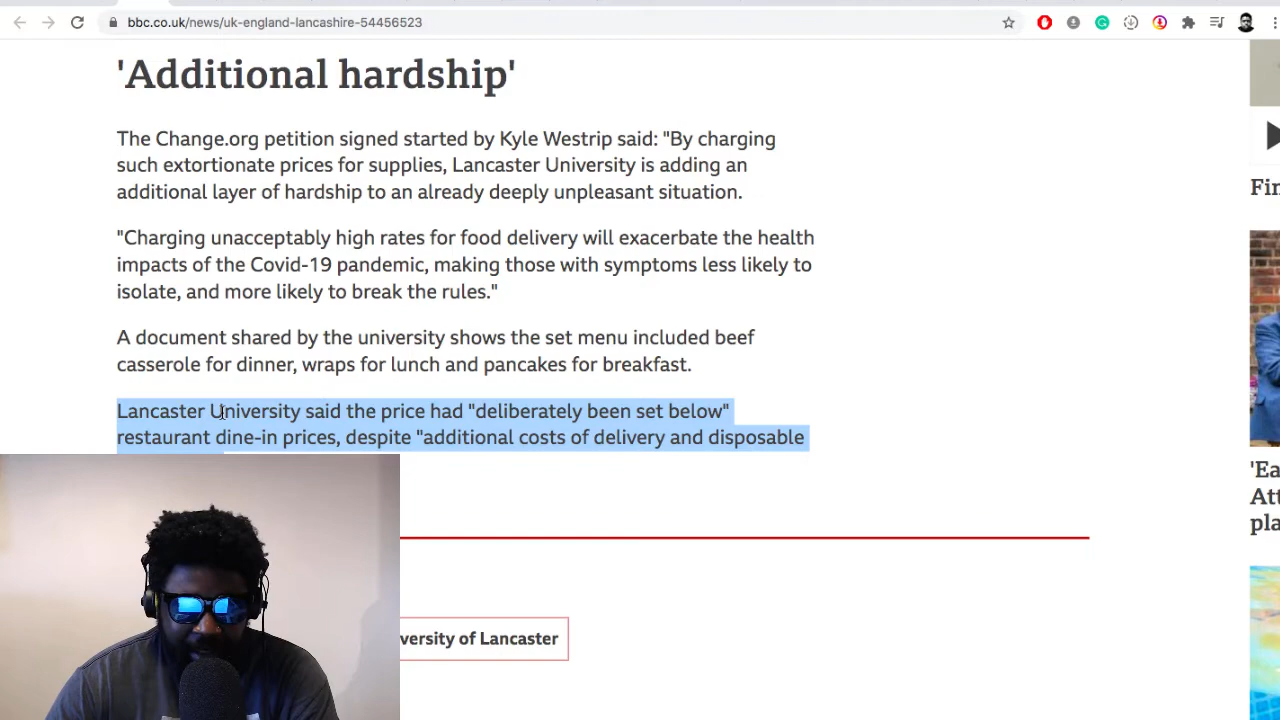 bbc.co.uk/news/uk-england-lancashire-54456523
'Additional hardship'
The Change.org petition signed started by Kyle Westrip said: "By charging
such extortionate prices for supplies, Lancaster University is adding an
additional layer of hardship to an already deeply unpleasant situation.
"Charging unacceptably high rates for food delivery will exacerbate the health
impacts of the Covid-19 pandemic, making those with symptoms less likely to
isolate, and more likely to break the rules."
A document shared by the university shows the set menu included beef
casserole for dinner, wraps for lunch and pancakes for breakfast.
Lancaster University said the price had "deliberately been set below"
restaurant dine-in prices, despite "additional costs of delivery and disposable
versity of Lancaster
Fin
'Ea
Att
pla